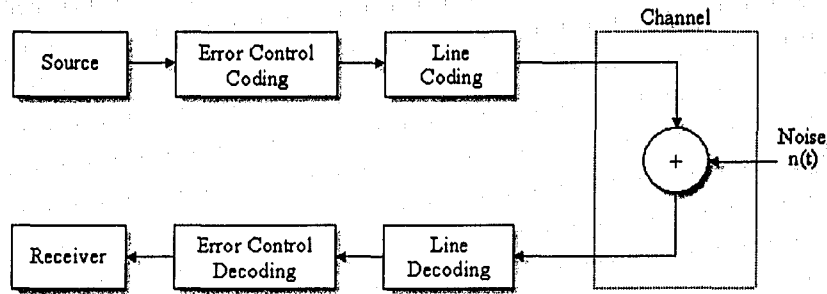 Channel
Source
Error Control
Coding
Line
Coding
+
Noise
n(t)
Receiver
Error Control
Decoding
Line
Decoding